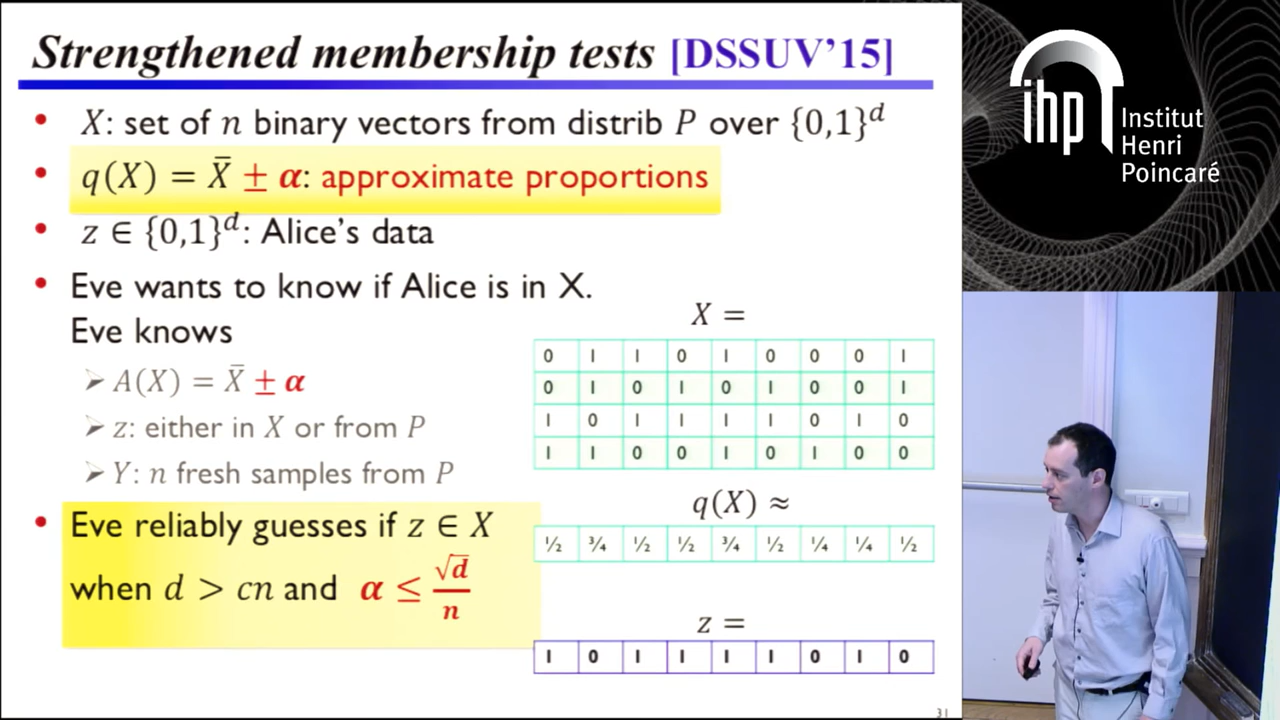 Strengthened membership tests [DSSUV'15]
• X: set of n binary vectors from distrib P over {0,1}^d
• q(X) = X̄ ± α: approximate proportions
• z ∈ {0,1}^d: Alice's data
• Eve wants to know if Alice is in X.
Eve knows
➢ A(X) = X̄ ± α
➢ z: either in X or from P
➢ Y: n fresh samples from P
• Eve reliably guesses if z ∈ X
when d > cn and α ≤ √d/n
X =
0 1 1 0 1 0 0 0 1
0 1 0 1 0 1 0 0 1
1 0 1 1 1 1 0 1 0
1 1 0 0 1 0 1 0 0
q(X) ≈
½ ¾ ½ ½ ¾ ½ ¼ ¼ ½
z =
1 0 1 1 1 1 0 1 0
31
ihp
Institut
Henri
Poincaré